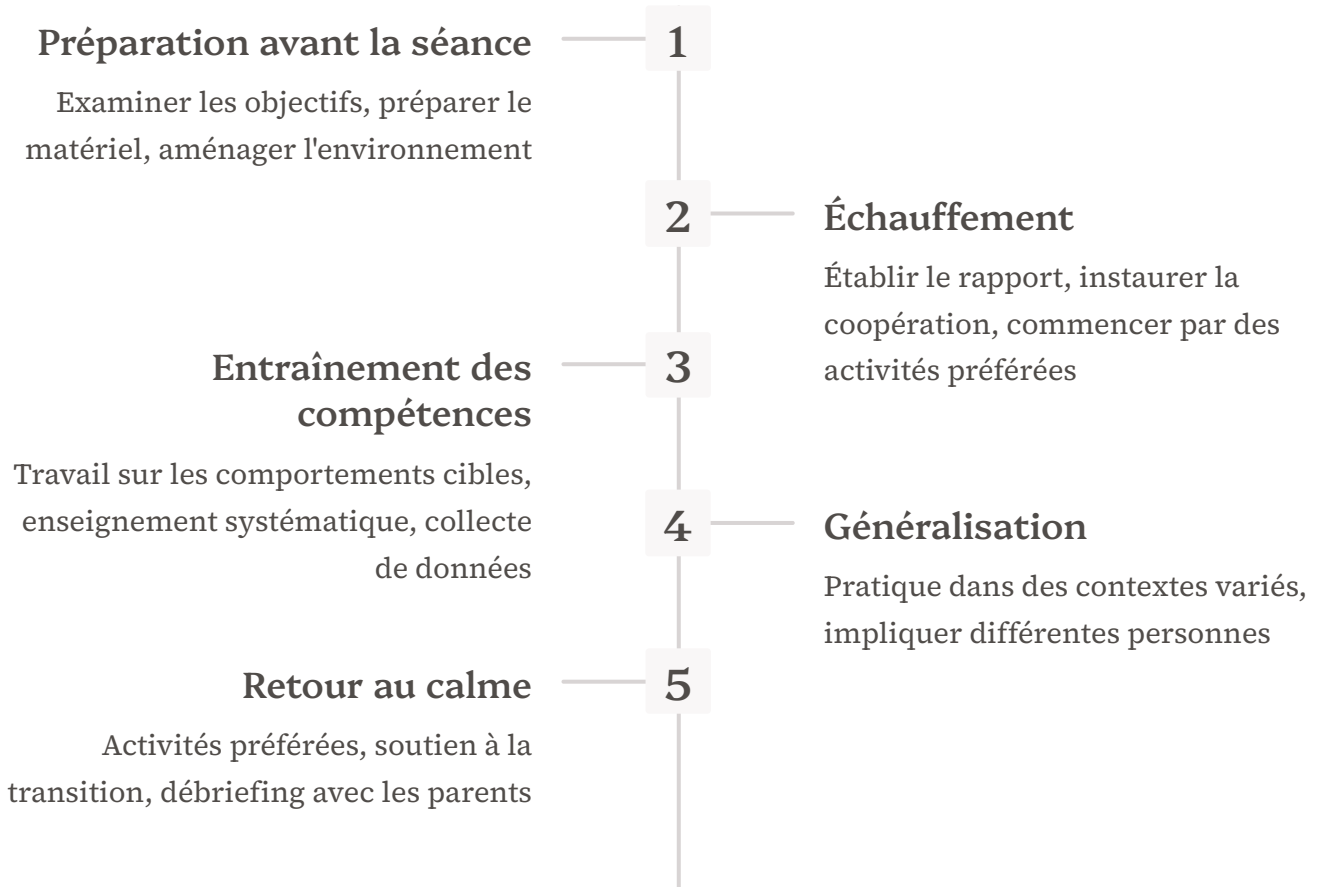 1
Préparation avant la séance
Examiner les objectifs, préparer le
matériel, aménager l'environnement
2
Échauffement
Établir le rapport, instaurer la
coopération, commencer par des
activités préférées
3
Entraînement des
compétences
Travail sur les comportements cibles,
enseignement systématique, collecte
de données
4
Généralisation
Pratique dans des contextes variés,
impliquer différentes personnes
5
Retour au calme
Activités préférées, soutien à la
transition, débriefing avec les parents